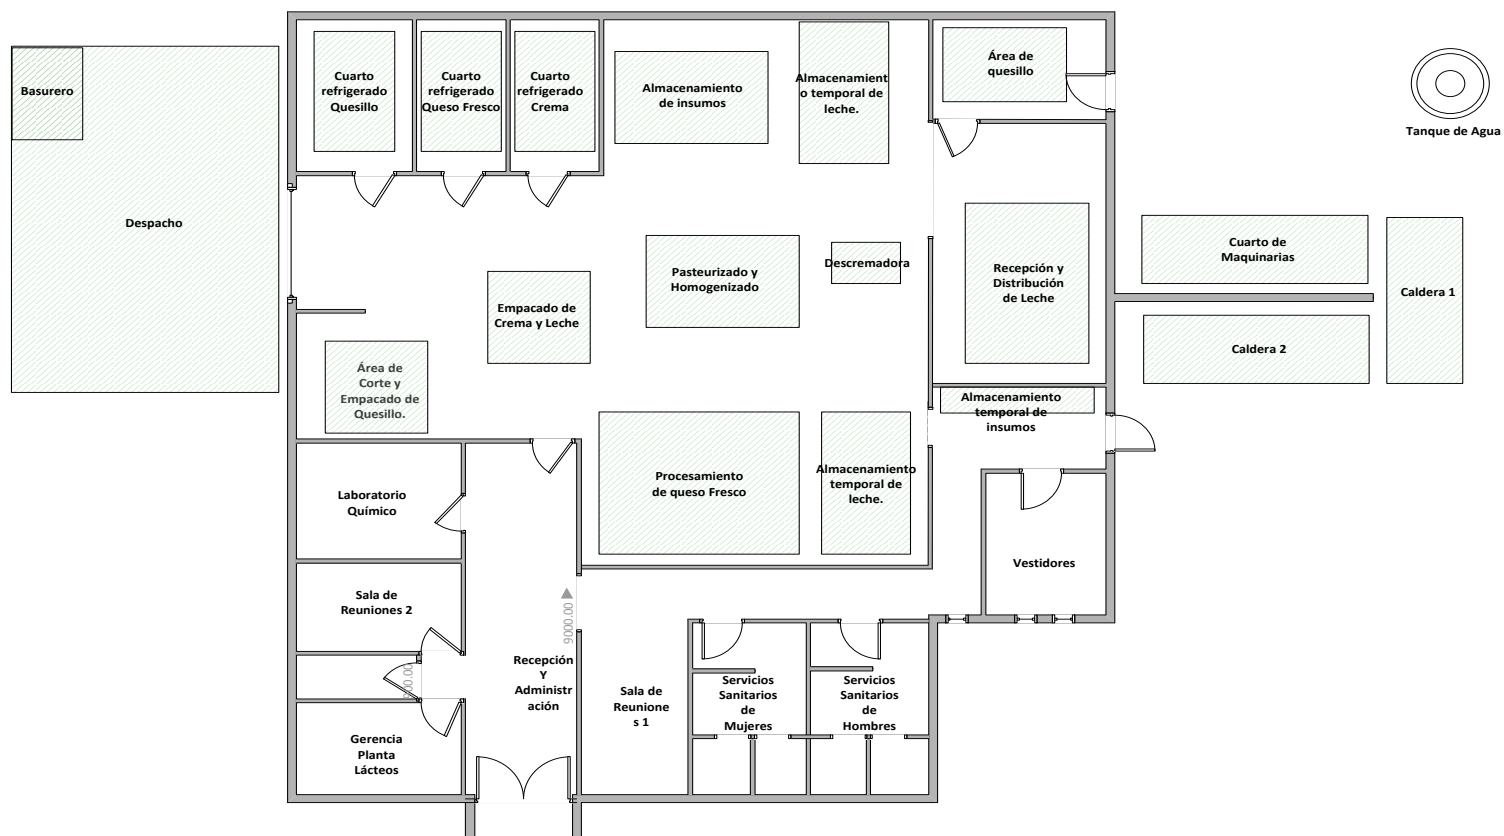 Cuarto
refrigerado
Quesillo
Cuarto
refrigerado
Queso Fresco
Cuarto
refrigerado
Crema
Almacenamiento
de insumos
Almacenamient
o temporal de
leche.
Área de
quesillo
Basurero
Tanque de Agua
Despacho
Empacado de
Crema y Leche
Pasteurizado y
Homogenizado
Descremadora
Recepción y
Distribución
de Leche
Cuarto de
Maquinarias
Caldera 1
Caldera 2
Área de
Corte y
Empacado de
Quesillo.
Almacenamiento
temporal de
insumos
Procesamiento
de queso Fresco
Almacenamiento
temporal de
leche.
Laboratorio
Químico
Vestidores
Sala de
Reuniones 2
9000.00
Recepción
Y
Administr
ación
Sala de
Reunione
s 1
Servicios
Sanitarios
de
Mujeres
Servicios
Sanitarios
de
Hombres
Gerencia
Planta
Lácteos